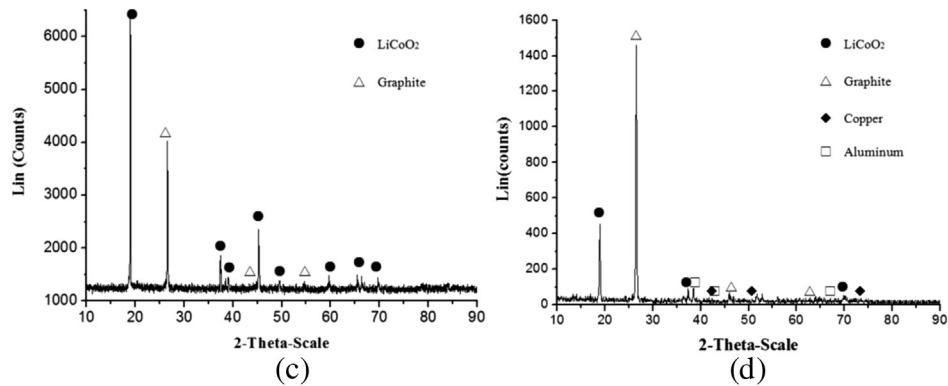 LiCoO2
Graphite
Lin (Counts)
6000
5000
4000
3000
2000
1000
10 20 30 40 50 60 70 80 90
2-Theta-Scale
(c)
LiCoO2
Graphite
Copper
Aluminum
Lin(counts)
1600
1400
1200
1000
800
600
400
200
0
10 20 30 40 50 60 70 80 90
2-Theta-Scale
(d)